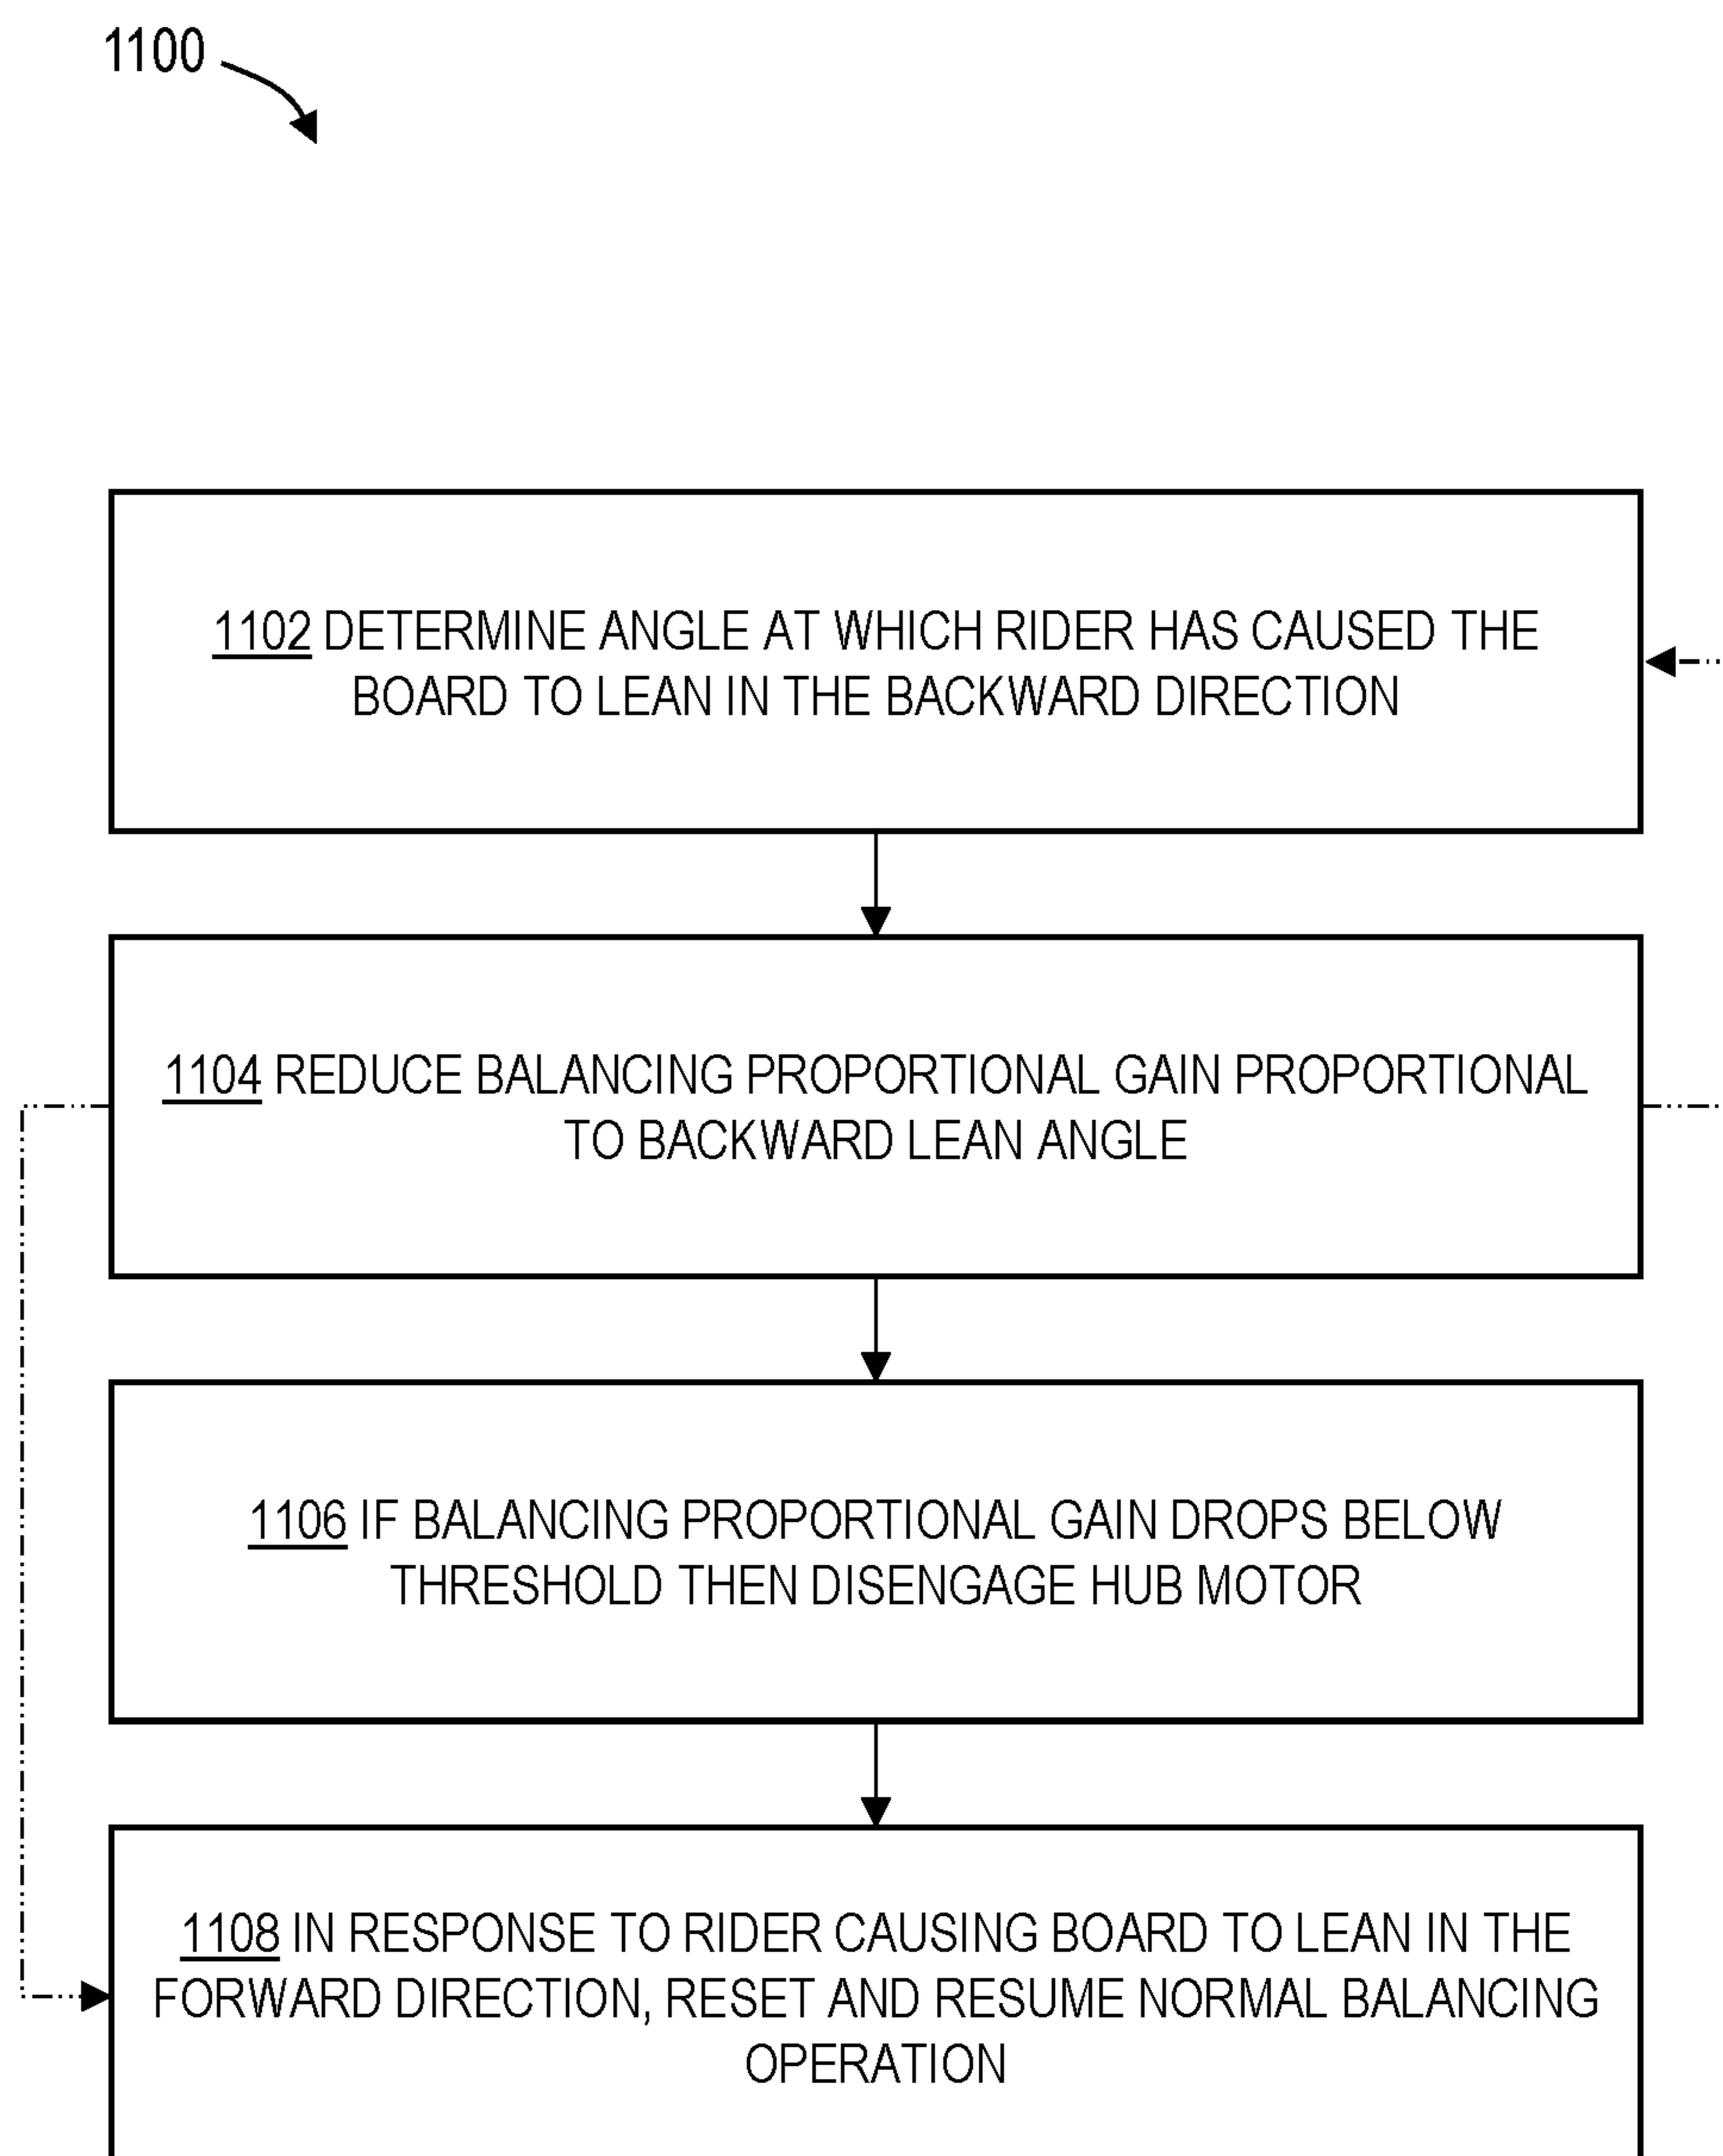 1100
1102 DETERMINE ANGLE AT WHICH RIDER HAS CAUSED THE
BOARD TO LEAN IN THE BACKWARD DIRECTION
1104 REDUCE BALANCING PROPORTIONAL GAIN PROPORTIONAL
TO BACKWARD LEAN ANGLE
1106 IF BALANCING PROPORTIONAL GAIN DROPS BELOW
THRESHOLD THEN DISENGAGE HUB MOTOR
1108 IN RESPONSE TO RIDER CAUSING BOARD TO LEAN IN THE
FORWARD DIRECTION, RESET AND RESUME NORMAL BALANCING
OPERATION